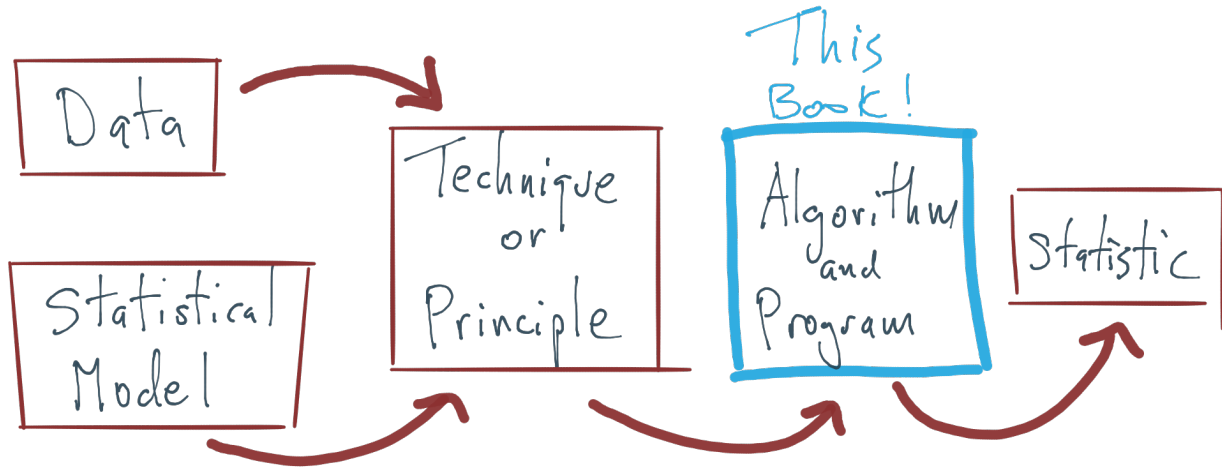 Data
Statistical
Model
Technique
or
Principle
This
Book!
Algorithm
and
Program
Statistic